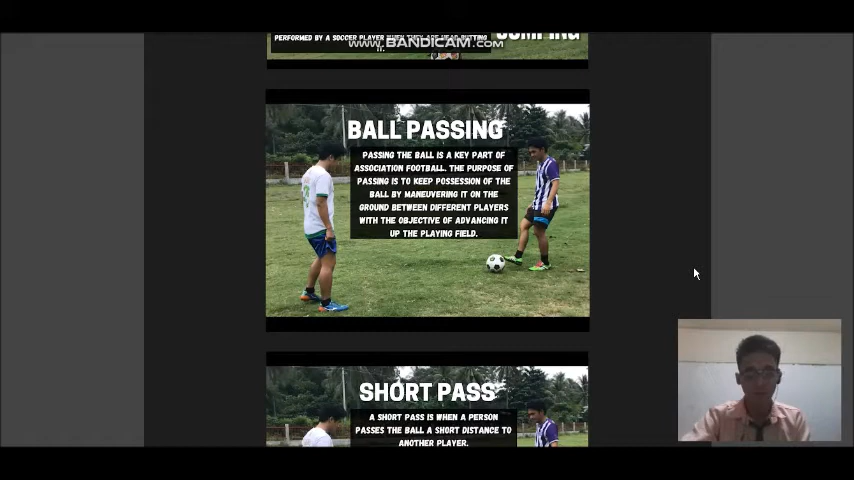 PERFORMED BY A SOCCER PLAYER WHEN THEY ARE HEAD BUTTING
IT.
JUMPING
WWW.BANDICAM.COM
BALL PASSING
PASSING THE BALL IS A KEY PART OF
ASSOCIATION FOOTBALL. THE PURPOSE OF
PASSING IS TO KEEP POSSESSION OF THE
BALL BY MANEUVERING IT ON THE
GROUND BETWEEN DIFFERENT PLAYERS
WITH THE OBJECTIVE OF ADVANCING IT
UP THE PLAYING FIELD.
SHORT PASS
A SHORT PASS IS WHEN A PERSON
PASSES THE BALL A SHORT DISTANCE TO
ANOTHER PLAYER.